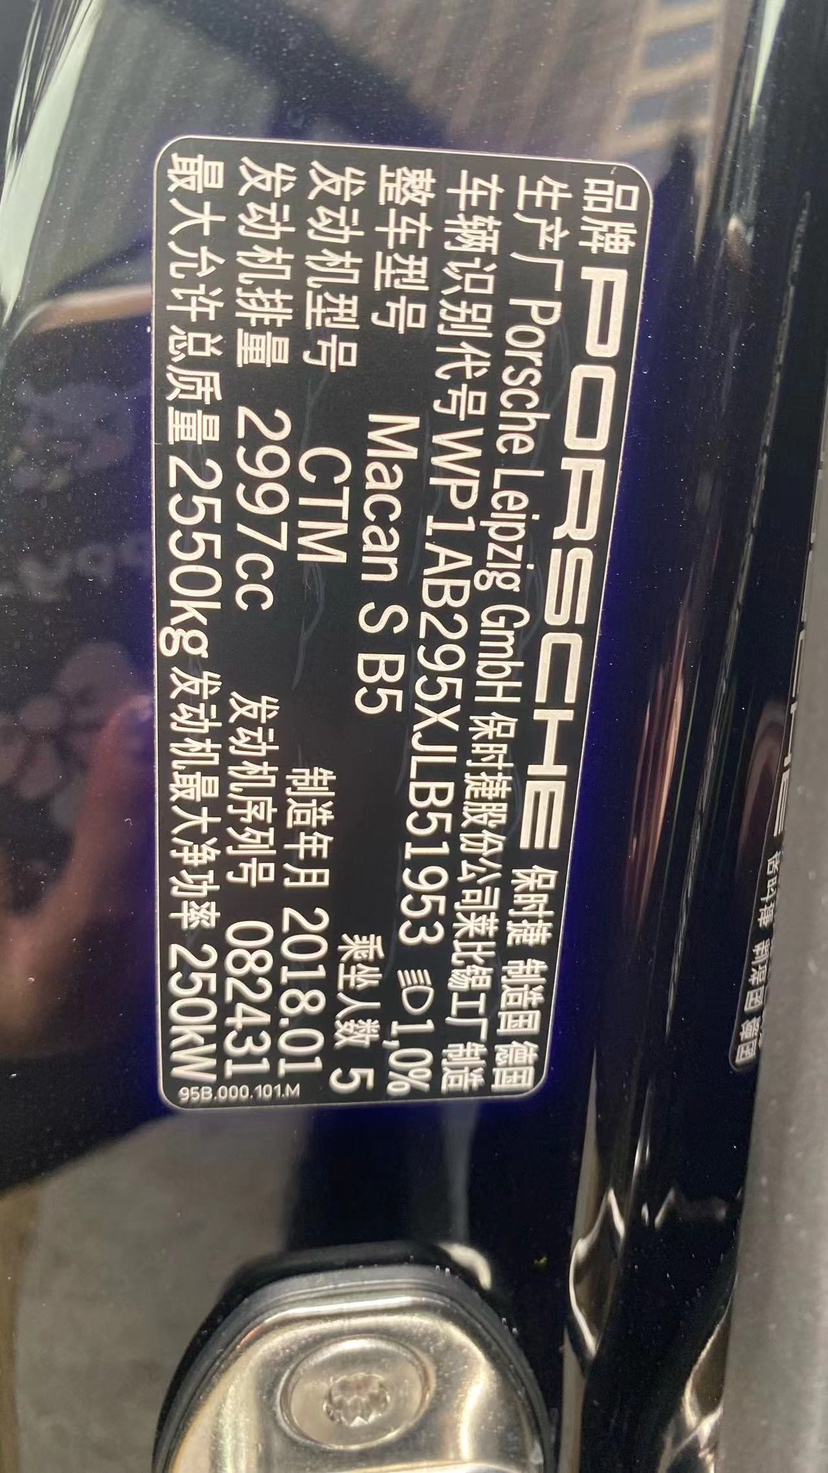 品牌 PORSCHE 保时捷 制造国 德国
生产厂 Porsche Leipzig GmbH 保时捷股份公司莱比锡工厂 制造
车辆识别代号 WP1AB295XJLB51953 1,0%
整车型号 Macan S B5 乘坐人数 5
发动机型号 CTM 制造年月 2018.01
发动机排量 2997cc 发动机序列号 082431
最大允许总质量 2550kg 发动机最大净功率 250kW
95B.000.101.M